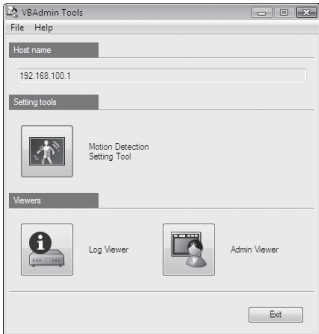 VBAdmin Tools
File Help
Host name
192.168.100.1
Setting tools
Motion Detection
Setting Tool
Viewers
Log Viewer
Admin Viewer
Exit